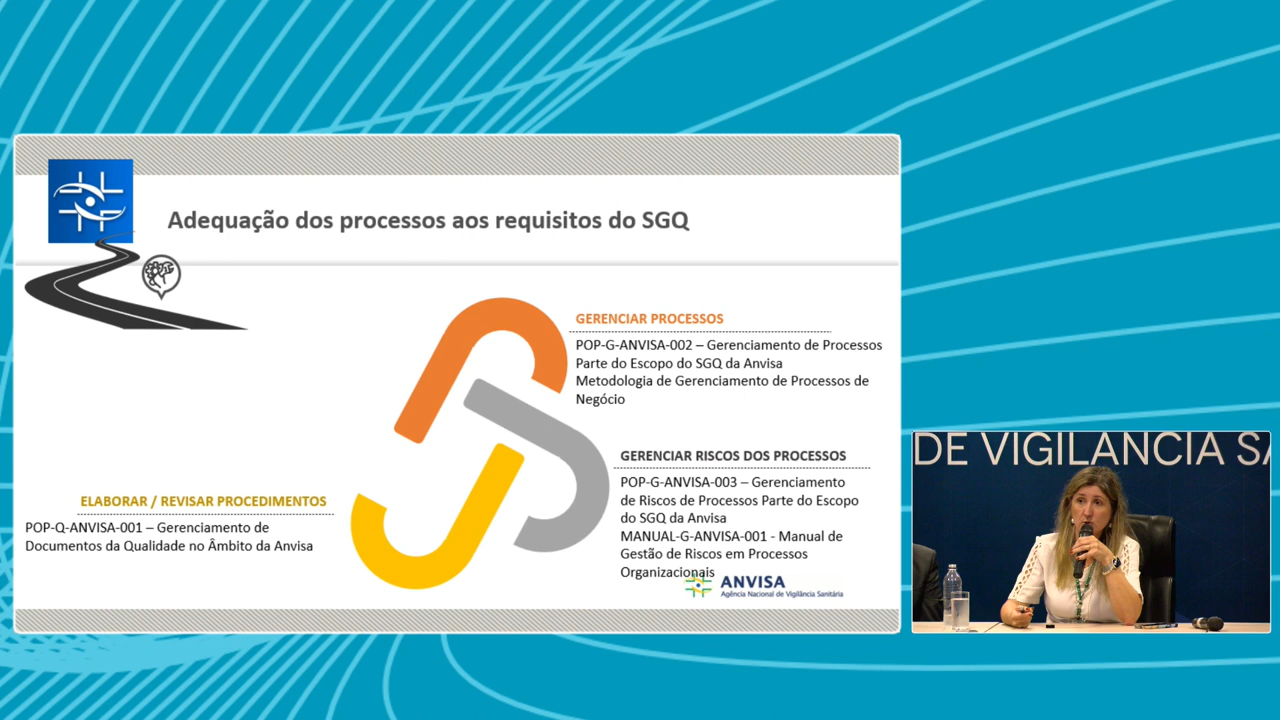 Adequação dos processos aos requisitos do SGQ
GERENCIAR PROCESSOS
POP-G-ANVISA-002 – Gerenciamento de Processos
Parte do Escopo do SGQ da Anvisa
Metodologia de Gerenciamento de Processos de
Negócio
GERENCIAR RISCOS DOS PROCESSOS
POP-G-ANVISA-003 – Gerenciamento
de Riscos de Processos Parte do Escopo
do SGQ da Anvisa
MANUAL-G-ANVISA-001 - Manual de
Gestão de Riscos em Processos
Organizacionais
ELABORAR / REVISAR PROCEDIMENTOS
POP-Q-ANVISA-001 – Gerenciamento de
Documentos da Qualidade no Âmbito da Anvisa
ANVISA
Agência Nacional de Vigilância Sanitária
DE VIGILANCIA SA